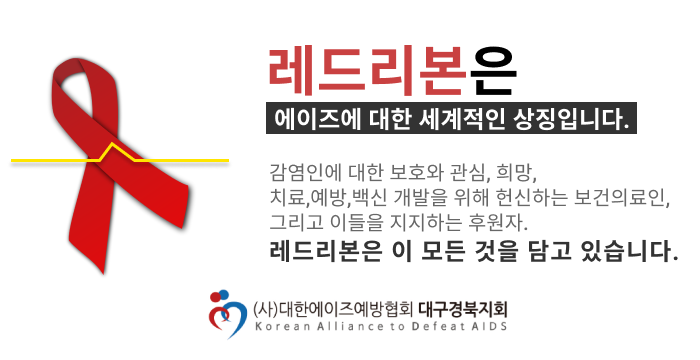 레드리본은
에이즈에 대한 세계적인 상징입니다.
감염인에 대한 보호와 관심, 희망,
치료,예방,백신 개발을 위해 헌신하는 보건의료인,
그리고 이들을 지지하는 후원자.
레드리본은 이 모든 것을 담고 있습니다.
(사)대한에이즈예방협회 대구경북지회
Korean Alliance to Defeat AIDS